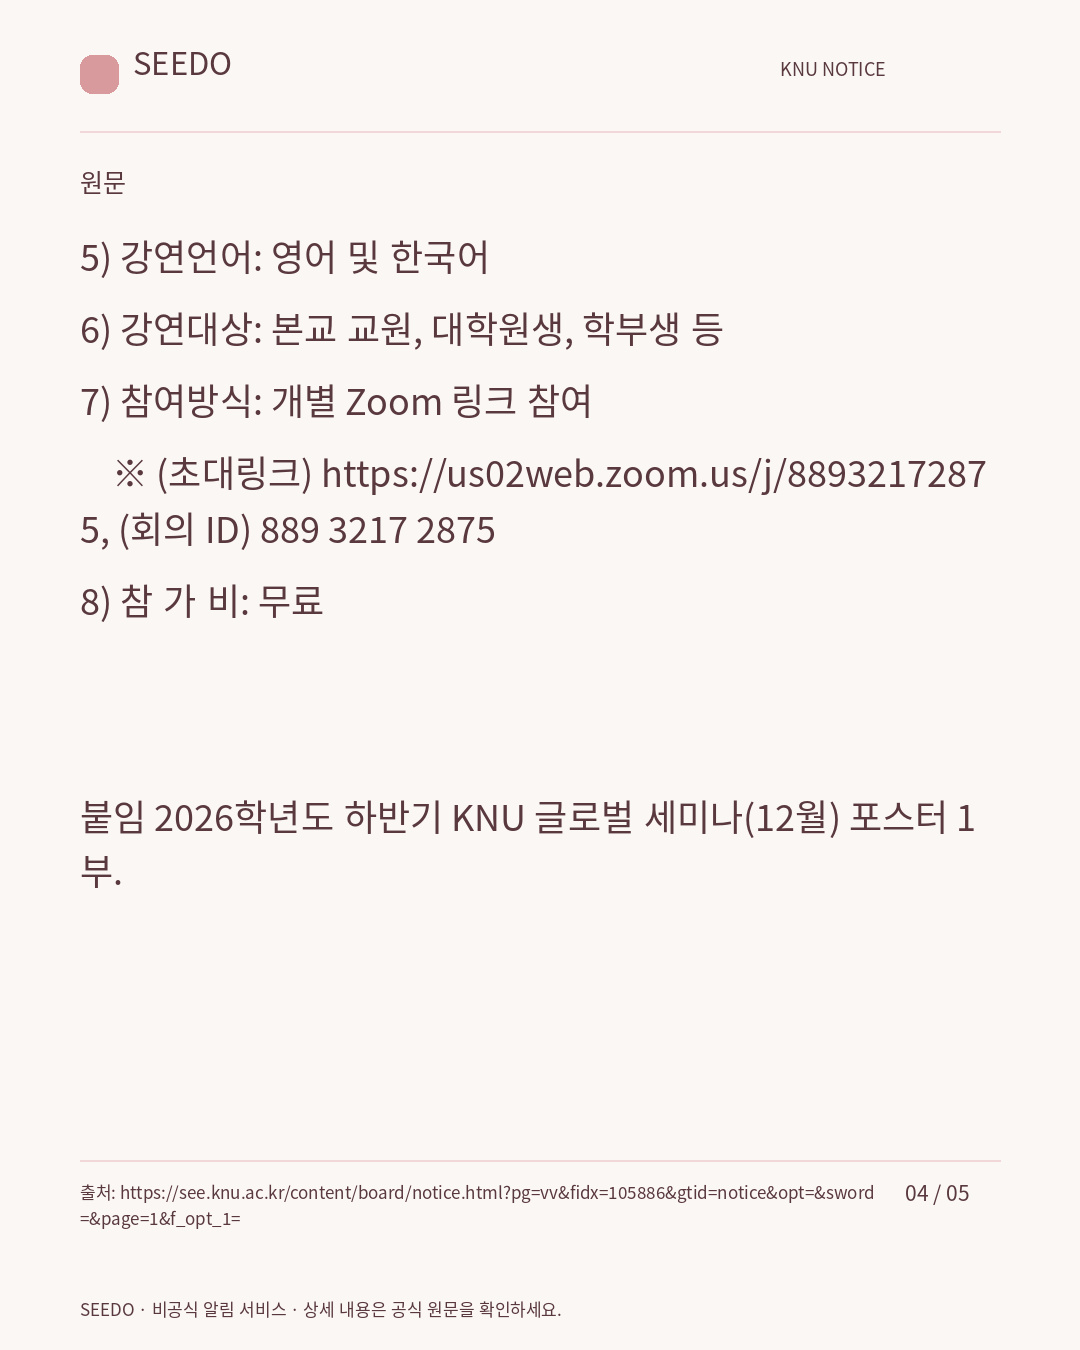 SEEDO
KNU NOTICE
원문
5) 강연언어: 영어 및 한국어
6) 강연대상: 본교 교원, 대학원생, 학부생 등
7) 참여방식: 개별 Zoom 링크 참여
※ (초대링크) https://us02web.zoom.us/j/8893217287
5, (회의 ID) 889 3217 2875
8) 참 가 비: 무료
붙임 2026학년도 하반기 KNU 글로벌 세미나(12월) 포스터 1
부.
출처: https://see.knu.ac.kr/content/board/notice.html?pg=vv&fidx=105886&gtid=notice&opt=&sword
=&page=1&f_opt_1=
04 / 05
SEEDO · 비공식 알림 서비스 · 상세 내용은 공식 원문을 확인하세요.